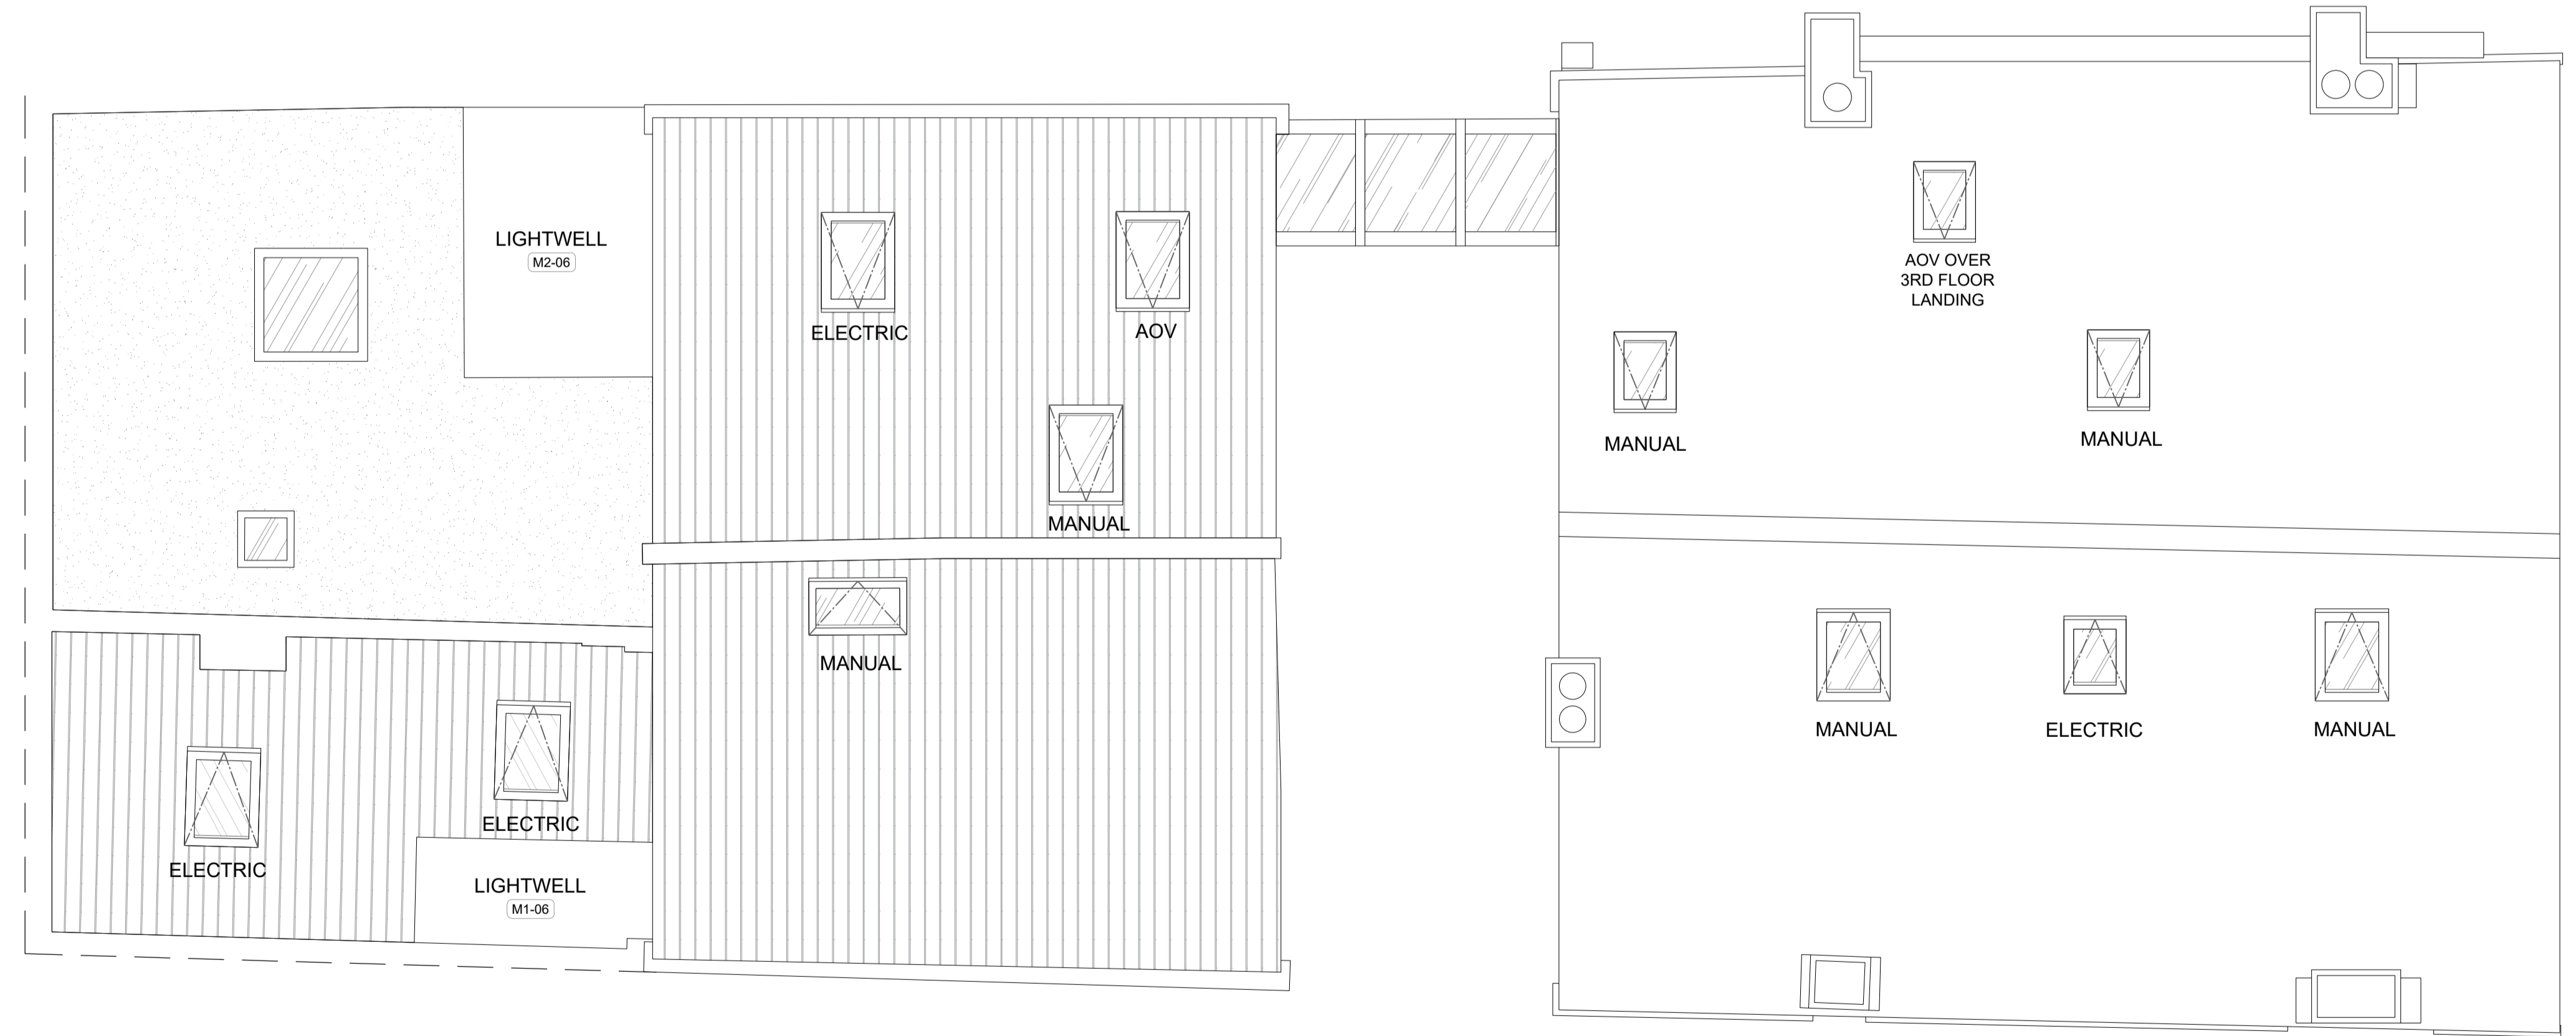 LIGHTWELL
M2-06
ELECTRIC
AOV
MANUAL
MANUAL
ELECTRIC
ELECTRIC
LIGHTWELL
M1-06
AOV OVER
3RD FLOOR
LANDING
MANUAL
MANUAL
MANUAL
ELECTRIC
MANUAL